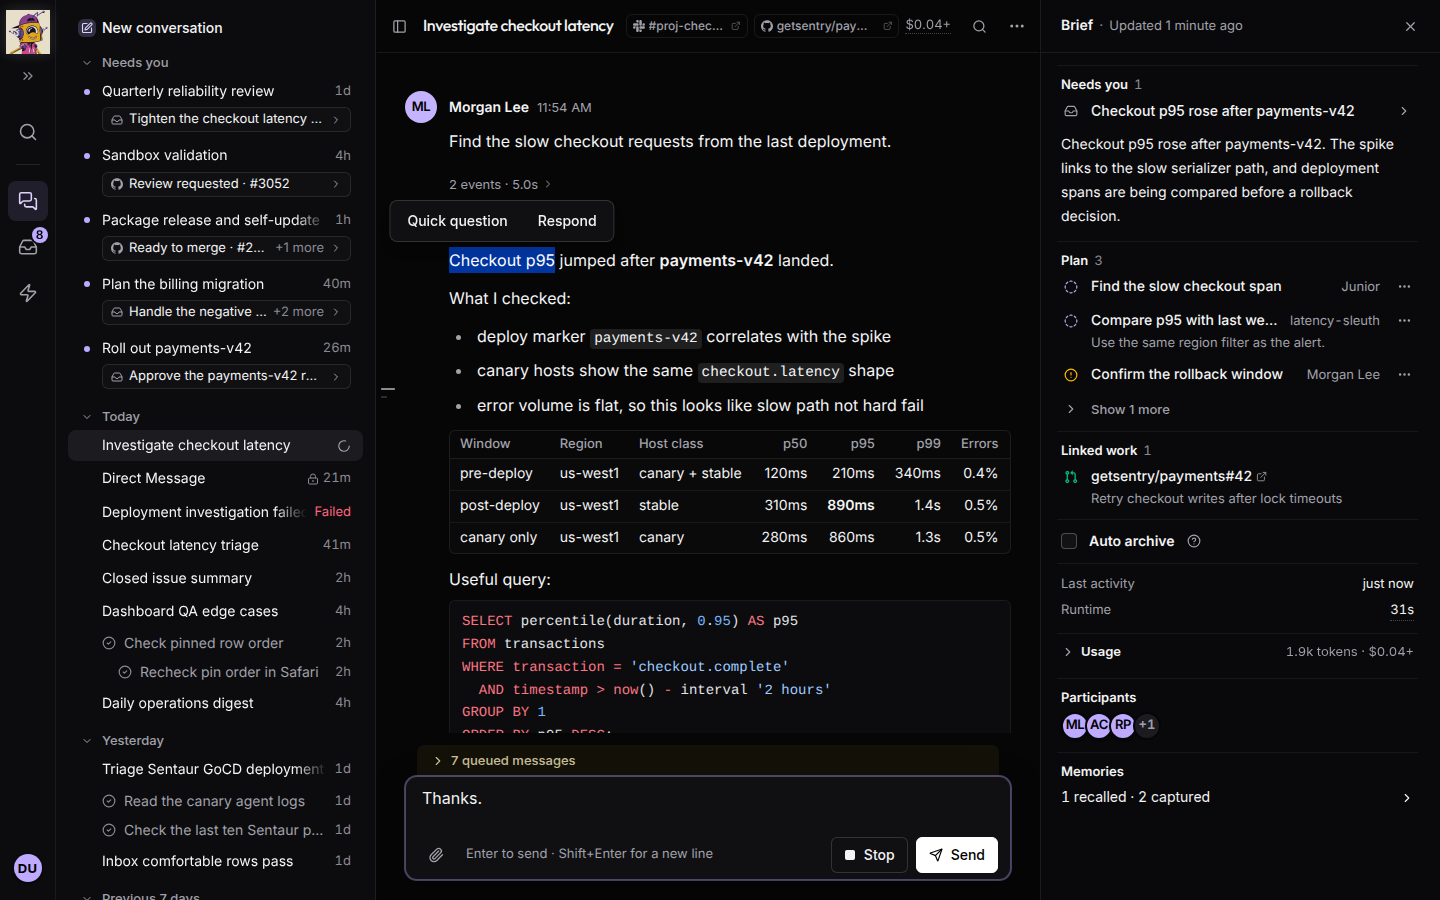 New conversation
Needs you
Quarterly reliability review 1d
Tighten the checkout latency ...
Sandbox validation 4h
Review requested · #3052
Package release and self-update 1h
Ready to merge · #2... +1 more
Plan the billing migration 40m
Handle the negative ... +2 more
Roll out payments-v42 26m
Approve the payments-v42 r...
Today
Investigate checkout latency
Direct Message 21m
Deployment investigation failed Failed
Checkout latency triage 41m
Closed issue summary 2h
Dashboard QA edge cases 4h
Check pinned row order 2h
Recheck pin order in Safari 2h
Daily operations digest 4h
Yesterday
Triage Sentaur GoCD deployment 1d
Read the canary agent logs 1d
Check the last ten Sentaur p... 1d
Inbox comfortable rows pass 1d
Previous 7 days
8
DU
Investigate checkout latency #proj-chec... getsentry/pay... $0.04+
ML Morgan Lee 11:54 AM
Find the slow checkout requests from the last deployment.
2 events · 5.0s
Quick question Respond
Checkout p95 jumped after payments-v42 landed.
What I checked:
• deploy marker payments-v42 correlates with the spike
• canary hosts show the same checkout.latency shape
• error volume is flat, so this looks like slow path not hard fail
Window Region Host class p50 p95 p99 Errors
pre-deploy us-west1 canary + stable 120ms 210ms 340ms 0.4%
post-deploy us-west1 stable 310ms 890ms 1.4s 0.5%
canary only us-west1 canary 280ms 860ms 1.3s 0.5%
Useful query:
SELECT percentile(duration, 0.95) AS p95
FROM transactions
WHERE transaction = 'checkout.complete'
AND timestamp > now() - interval '2 hours'
GROUP BY 1
ORDER BY p95 DESC;
7 queued messages
Thanks.
Enter to send · Shift+Enter for a new line
Stop
Send
Brief · Updated 1 minute ago
Needs you 1
Checkout p95 rose after payments-v42
Checkout p95 rose after payments-v42. The spike
links to the slow serializer path, and deployment
spans are being compared before a rollback
decision.
Plan 3
Find the slow checkout span Junior
Compare p95 with last we... latency-sleuth
Use the same region filter as the alert.
Confirm the rollback window Morgan Lee
Show 1 more
Linked work 1
getsentry/payments#42
Retry checkout writes after lock timeouts
Auto archive
Last activity just now
Runtime 31s
Usage 1.9k tokens · $0.04+
Participants
ML AC RP +1
Memories
1 recalled · 2 captured